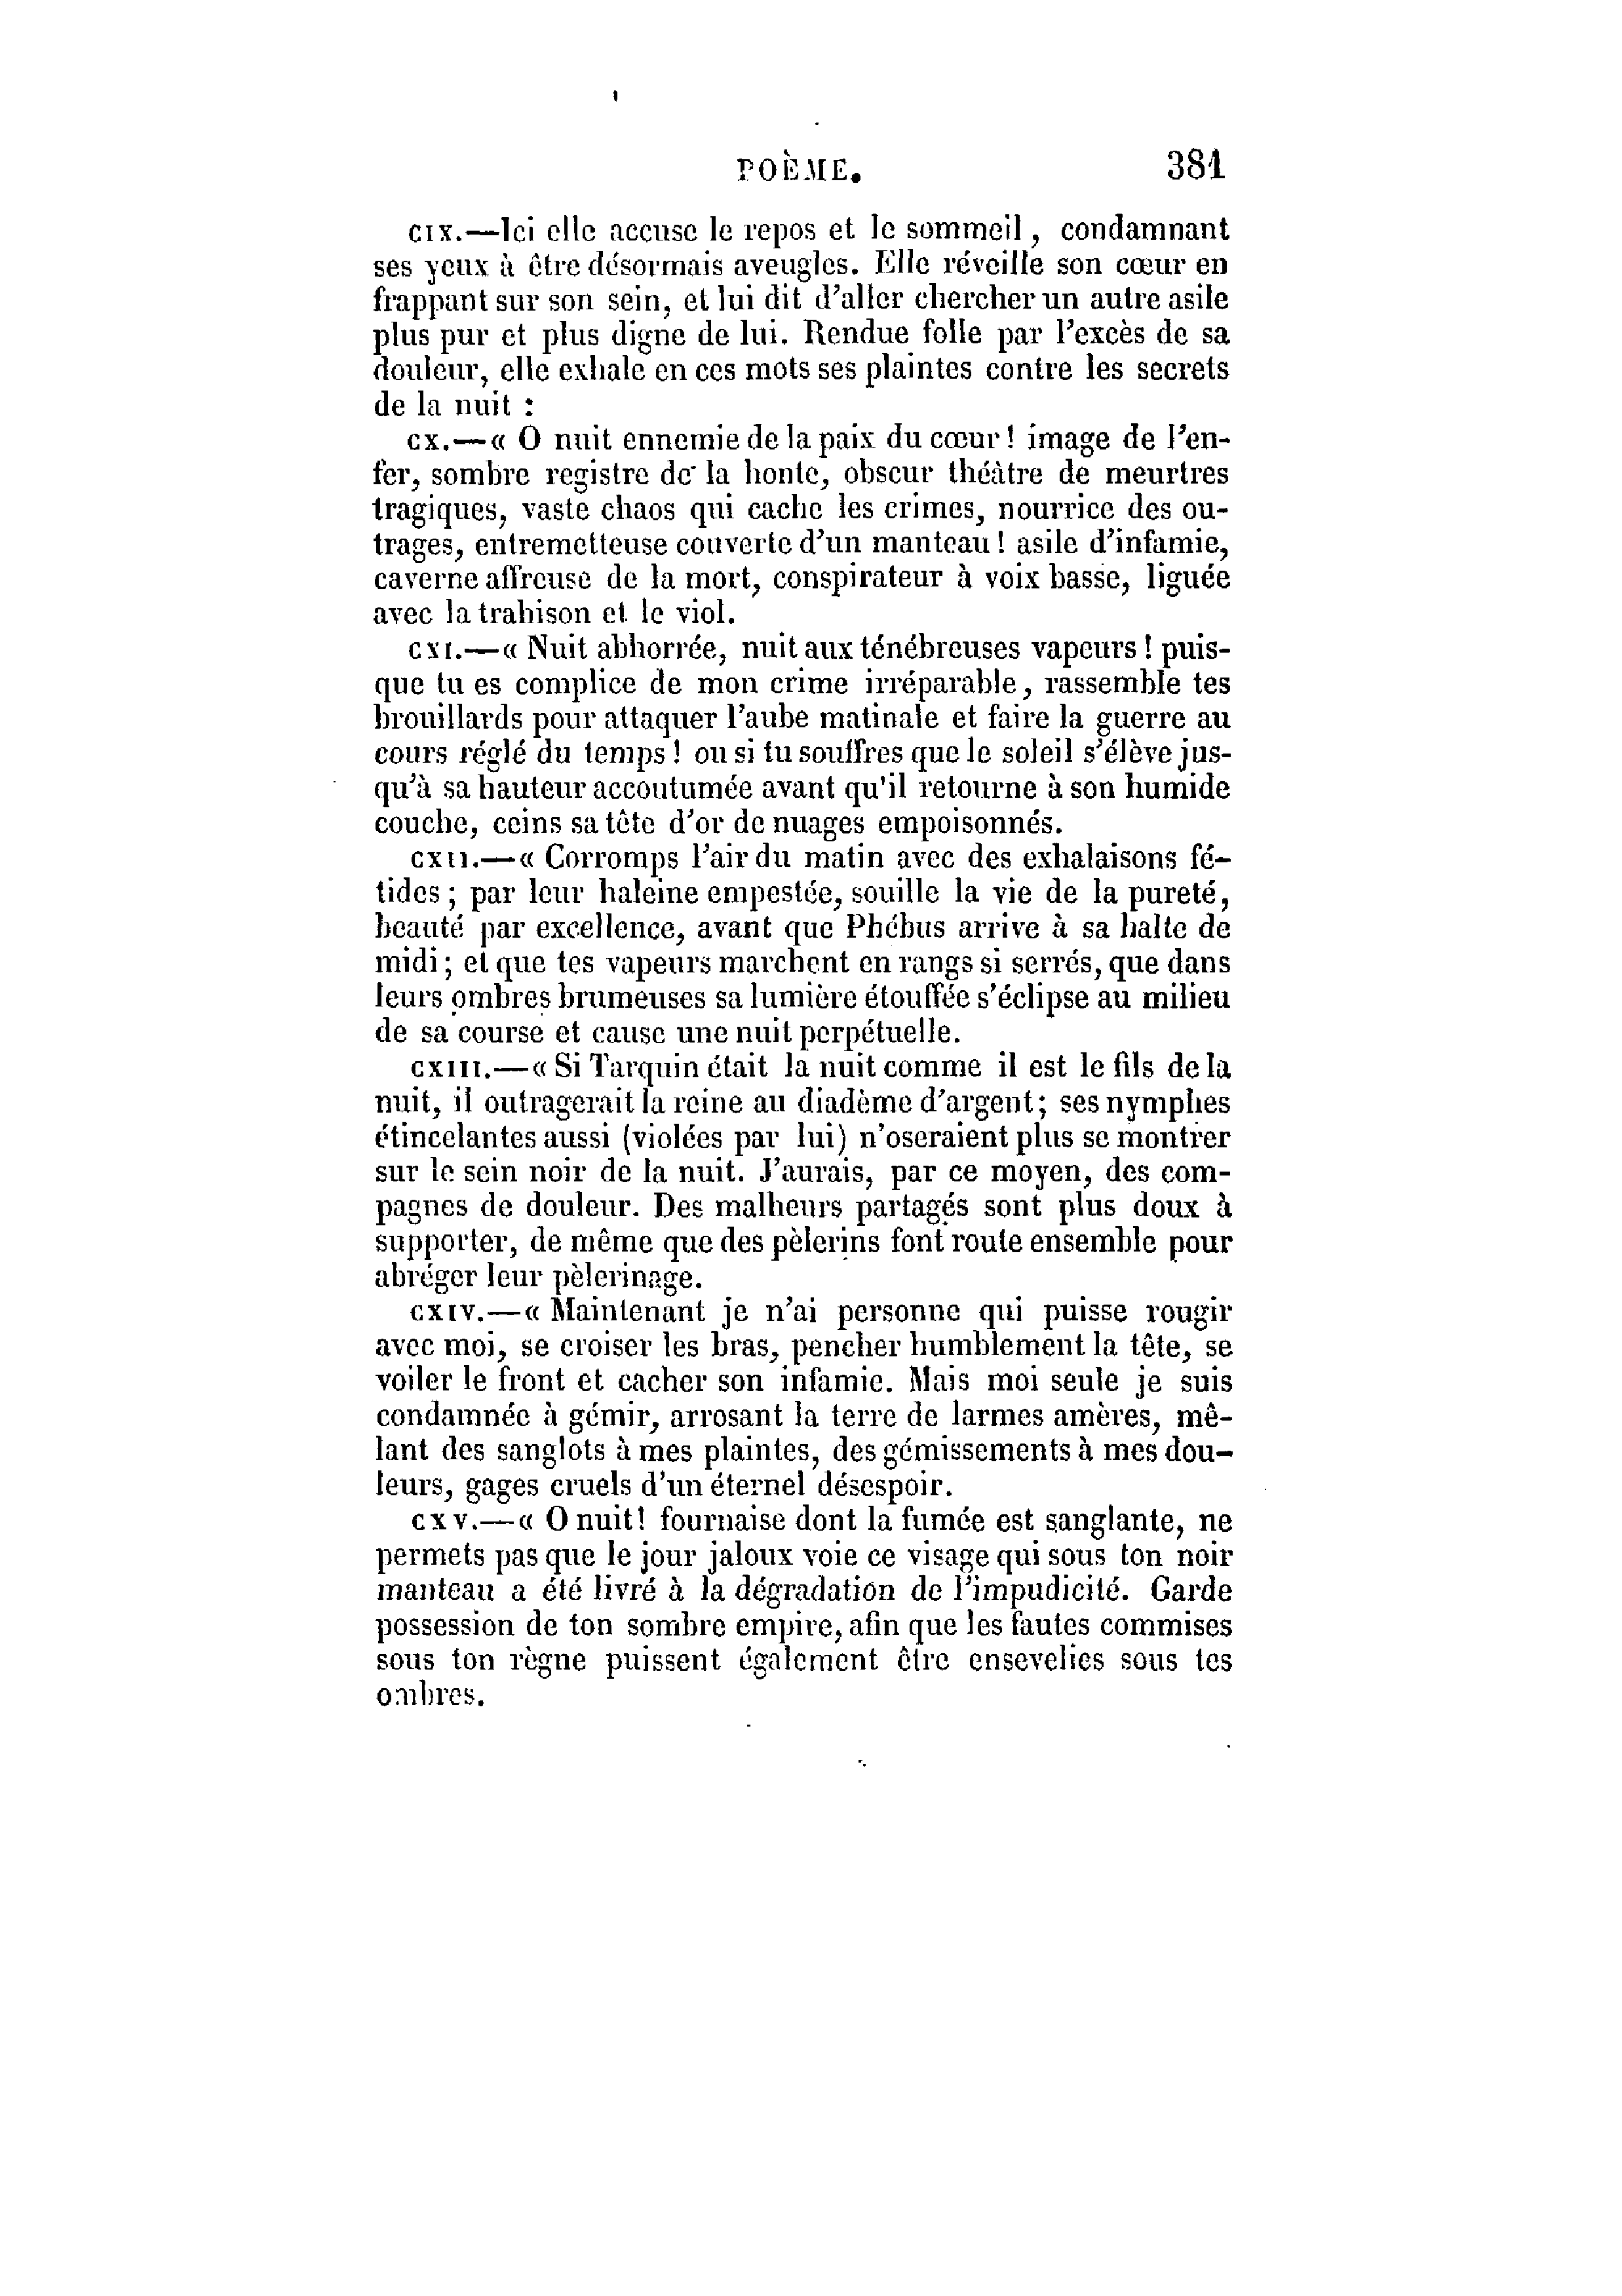 POÈME. 381
CIX.—Ici elle accuse le repos et le sommeil, condamnant
ses yeux à être désormais aveugles. Elle réveille son cœur en
frappant sur son sein, et lui dit d'aller chercher un autre asile
plus pur et plus digne de lui. Rendue folle par l'excès de sa
douleur, elle exhale en ces mots ses plaintes contre les secrets
de la nuit :
CX.—« O nuit ennemie de la paix du cœur ! image de l'en-
fer, sombre registre de la honte, obscur théâtre de meurtres
tragiques, vaste chaos qui cache les crimes, nourrice des ou-
trages, entremetteuse couverte d'un manteau ! asile d'infamie,
caverne affreuse de la mort, conspirateur à voix basse, liguée
avec la trahison et le viol.
CXI.—« Nuit abhorrée, nuit aux ténébreuses vapeurs ! puis-
que tu es complice de mon crime irréparable, rassemble tes
brouillards pour attaquer l'aube matinale et faire la guerre au
cours réglé du temps ! ou si tu souffres que le soleil s'élève jus-
qu'à sa hauteur accoutumée avant qu'il retourne à son humide
couche, ceins sa tête d'or de nuages empoisonnés.
CXII.—« Corromps l'air du matin avec des exhalaisons fé-
tides ; par leur haleine empestée, souille la vie de la pureté,
beauté par excellence, avant que Phébus arrive à sa halte de
midi ; et que tes vapeurs marchent en rangs si serrés, que dans
leurs ombres brumeuses sa lumière étouffée s'éclipse au milieu
de sa course et cause une nuit perpétuelle.
CXIII.—« Si Tarquin était la nuit comme il est le fils de la
nuit, il outragerait la reine au diadème d'argent ; ses nymphes
étincelantes aussi (violées par lui) n'oseraient plus se montrer
sur le sein noir de la nuit. J'aurais, par ce moyen, des com-
pagnes de douleur. Des malheurs partagés sont plus doux à
supporter, de même que des pèlerins font route ensemble pour
abréger leur pèlerinage.
CXIV.—« Maintenant je n'ai personne qui puisse rougir
avec moi, se croiser les bras, pencher humblement la tête, se
voiler le front et cacher son infamie. Mais moi seule je suis
condamnée à gémir, arrosant la terre de larmes amères, mê-
lant des sanglots à mes plaintes, des gémissements à mes dou-
leurs, gages cruels d'un éternel désespoir.
CXV.—« O nuit ! fournaise dont la fumée est sanglante, ne
permets pas que le jour jaloux voie ce visage qui sous ton noir
manteau a été livré à la dégradation de l'impudicité. Garde
possession de ton sombre empire, afin que les fautes commises
sous ton règne puissent également être ensevelies sous tes
ombres.